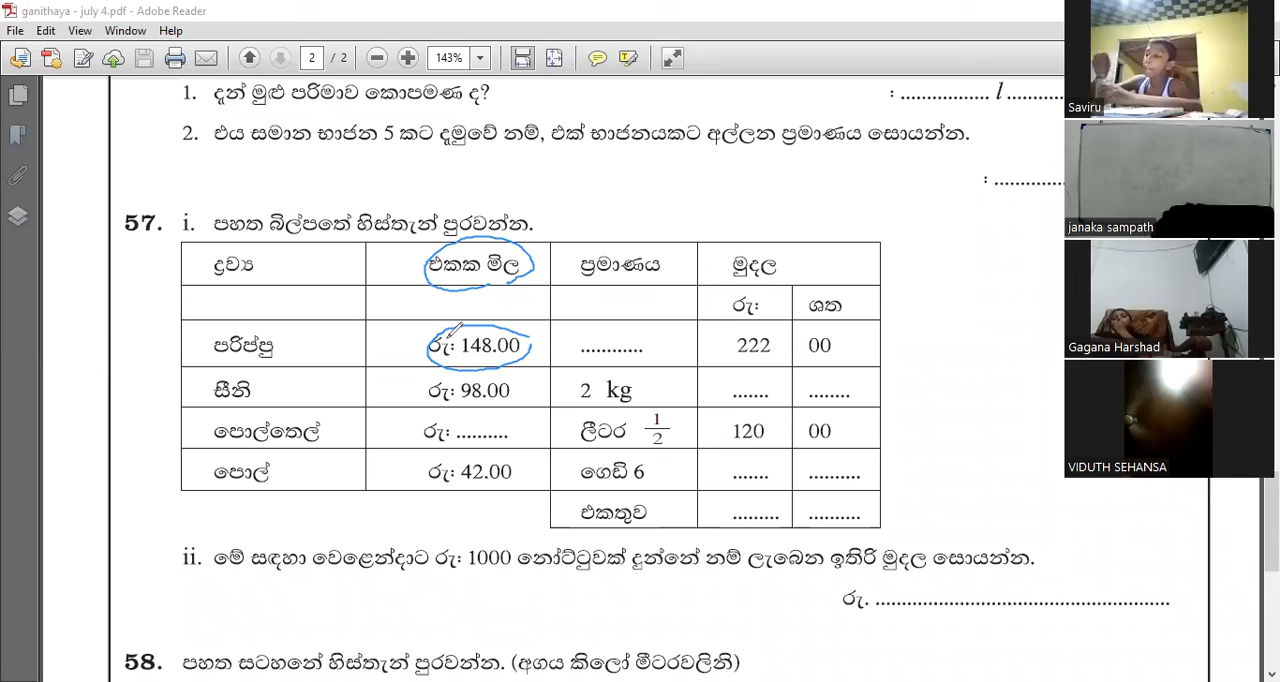 ganithaya - july 4.pdf - Adobe Reader
File Edit View Window Help
2 / 2 143%
1. දැන් මුළු පරිමාව කොපමණ ද? : ................. l ..........
2. එය සමාන භාජන 5 කට දැමුවේ නම්, එක් භාජනයකට අල්ලන ප්‍රමාණය සොයන්න.
: ...........
57. i. පහත බිල්පතේ හිස්තැන් පුරවන්න.
ද්‍රව්‍ය එකක මිල ප්‍රමාණය මුදල
රු: ශත
පරිප්පු රු: 148.00 ............ 222 00
සීනි රු: 98.00 2 kg ....... ........
පොල්තෙල් රු: .......... ලීටර 1/2 120 00
පොල් රු: 42.00 ගෙඩි 6 ....... ..........
එකතුව ......... ..........
ii. මේ සඳහා වෙළෙන්දාට රු: 1000 නෝට්ටුවක් දුන්නේ නම් ලැබෙන ඉතිරි මුදල සොයන්න.
රු. ........................................................
58. පහත සටහනේ හිස්තැන් පුරවන්න. (අගය කිලෝ මීටරවලිනි)
Saviru
janaka sampath
Gagana Harshad
VIDUTH SEHANSA